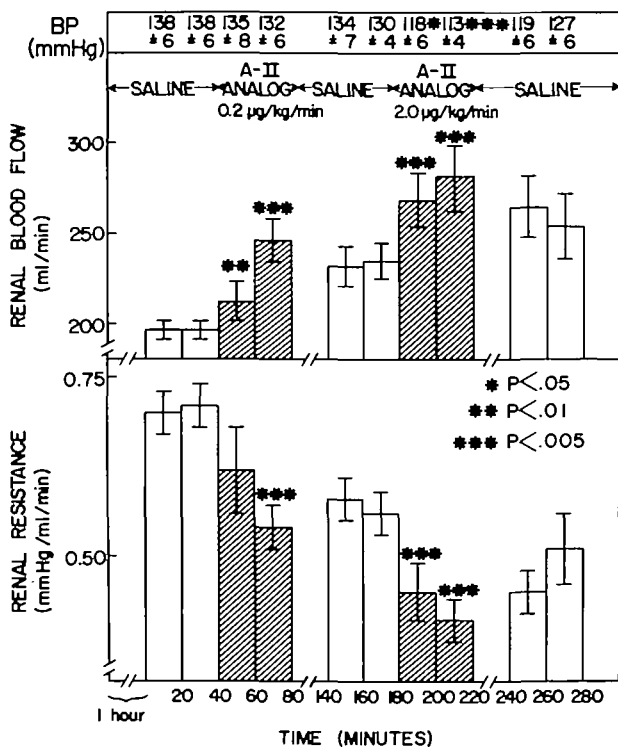 BP 138 138 135 132 134 130 118* 113*** 119 127
(mmHg) ±6 ±6 ±8 ±6 ±7 ±4 ±6 ±4 ±6 ±6
A-II A-II
SALINE ANALOG SALINE ANALOG SALINE
0.2 µg/kg/min 2.0 µg/kg/min
RENAL BLOOD FLOW
(ml/min)
300
250
200
** *** *** ***
RENAL RESISTANCE
(mmHg/ml/min)
0.75
0.50
* P<.05
** P<.01
*** P<.005
*** *** ***
1 hour
20 40 60 80 140 160 180 200 220 240 260 280
TIME (MINUTES)